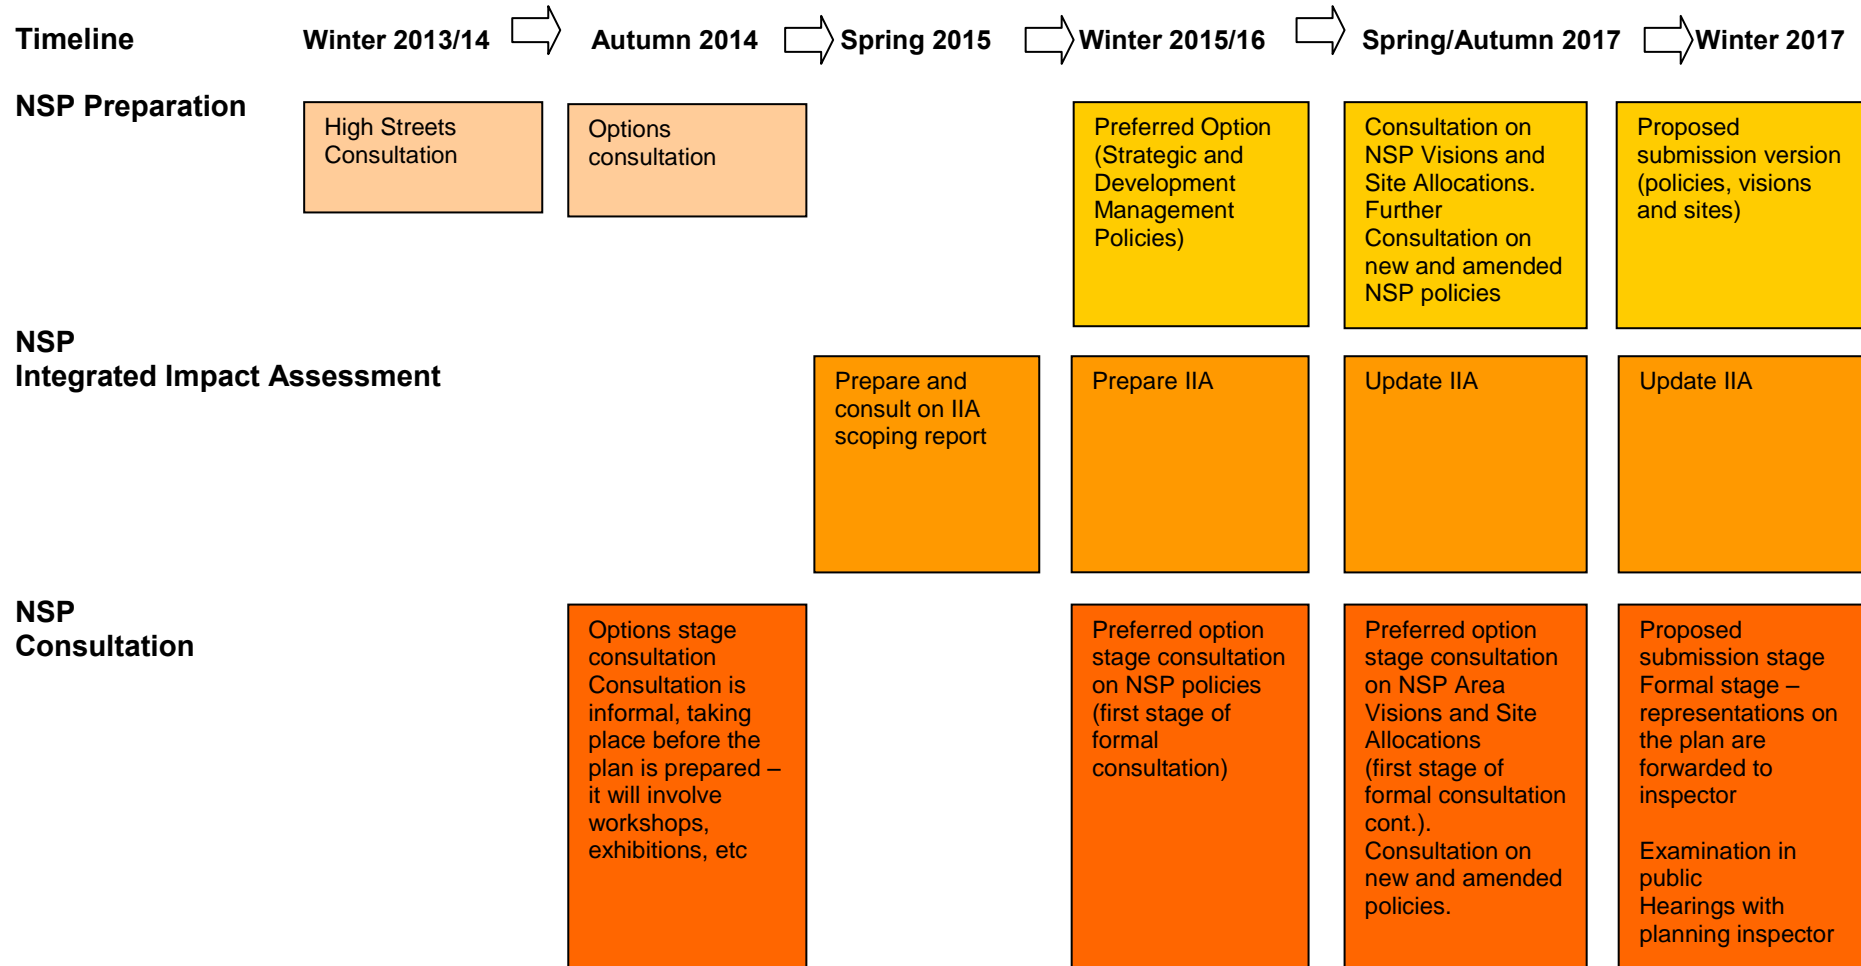 Timeline
Winter 2013/14
Autumn 2014
Spring 2015
Winter 2015/16
Spring/Autumn 2017
Winter 2017
NSP Preparation
High Streets
Consultation
Options
consultation
Preferred Option
(Strategic and
Development
Management
Policies)
Consultation on
NSP Visions and
Site Allocations.
Further
Consultation on
new and amended
NSP policies
Proposed
submission version
(policies, visions
and sites)
NSP
Integrated Impact Assessment
Prepare and
consult on IIA
scoping report
Prepare IIA
Update IIA
Update IIA
NSP
Consultation
Options stage
consultation
Consultation is
informal, taking
place before the
plan is prepared –
it will involve
workshops,
exhibitions, etc
Preferred option
stage consultation
on NSP policies
(first stage of
formal
consultation)
Preferred option
stage consultation
on NSP Area
Visions and Site
Allocations
(first stage of
formal consultation
cont.).
Consultation on
new and amended
policies.
Proposed
submission stage
Formal stage –
representations on
the plan are
forwarded to
inspector
Examination in
public
Hearings with
planning inspector